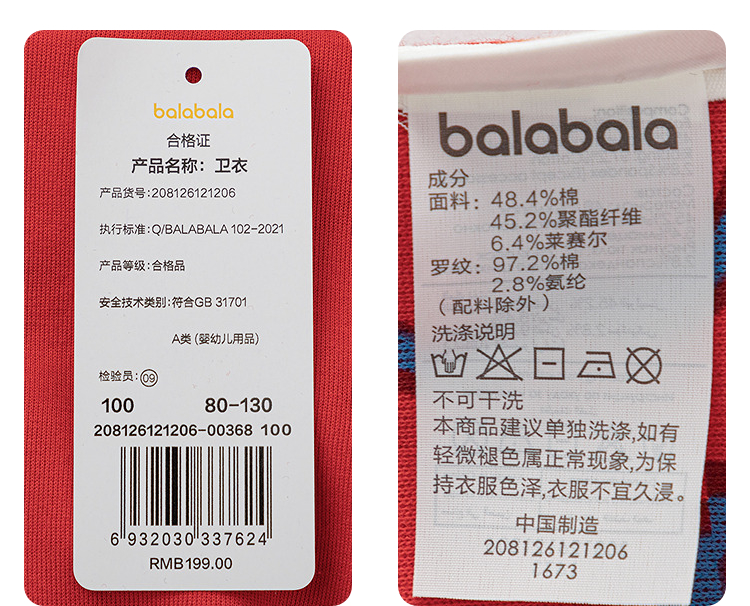 balabala
合格证
产品名称：卫衣
产品货号:208126121206
执行标准:Q/BALABALA 102-2021
产品等级:合格品
安全技术类别:符合GB 31701
A类 (婴幼儿用品)
检验员:09
100 80-130
208126121206-00368 100
6 932030 337624
RMB199.00
balabala
成分
面料：48.4%棉
45.2%聚酯纤维
6.4%莱赛尔
罗纹：97.2%棉
2.8%氨纶
（配料除外）
洗涤说明
不可干洗
本商品建议单独洗涤,如有
轻微褪色属正常现象,为保
持衣服色泽,衣服不宜久浸。
中国制造
208126121206
1673